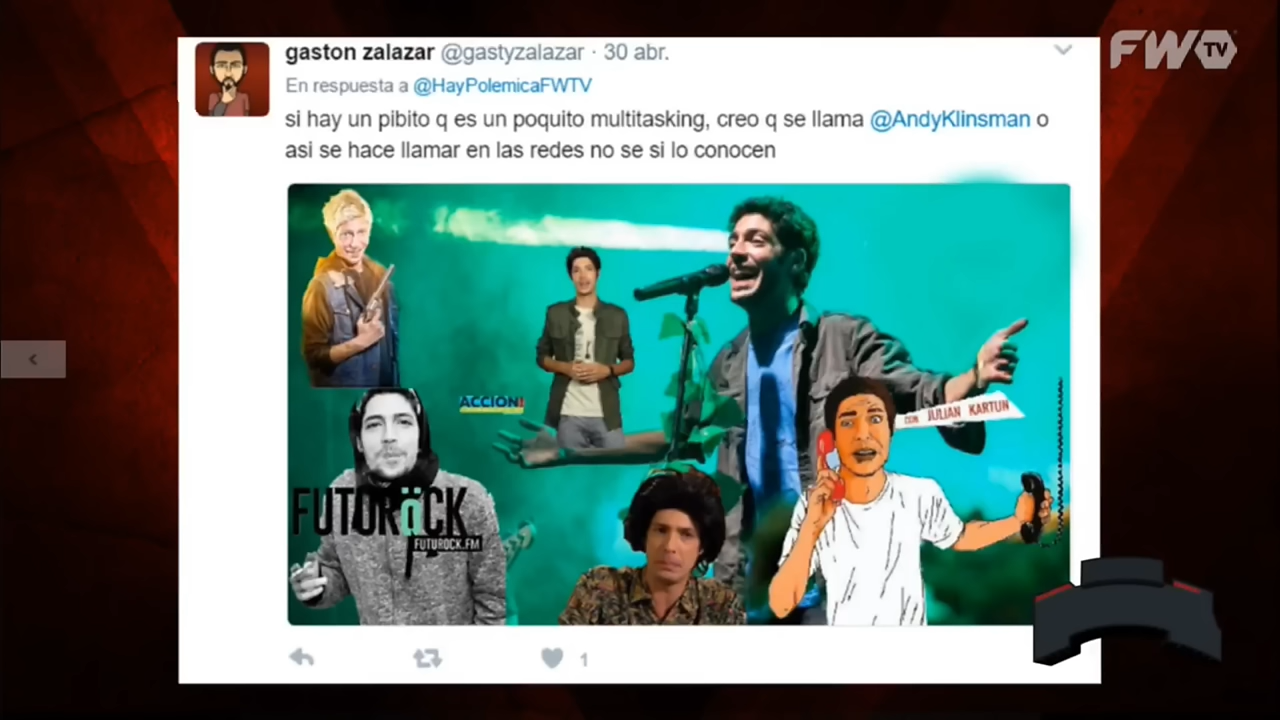 FWTV
gaston zalazar @gastyzalazar · 30 abr.
En respuesta a @HayPolemicaFWTV
si hay un pibito q es un poquito multitasking, creo q se llama @AndyKlinsman o
asi se hace llamar en las redes no se si lo conocen
ACCION!
CON JULIAN KARTUN
FUTURäCK
FUTUROCK.FM
1